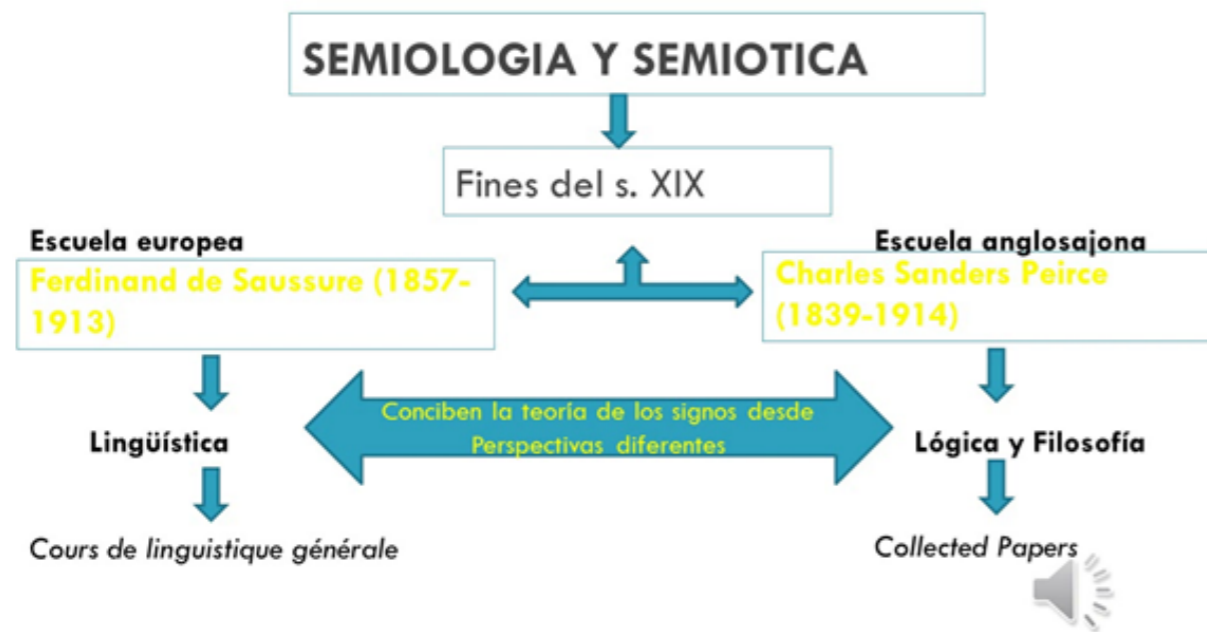 SEMIOLOGIA Y SEMIOTICA
Fines del s. XIX
Escuela europea
Ferdinand de Saussure (1857-
1913)
Escuela anglosajona
Charles Sanders Peirce
(1839-1914)
Conciben la teoría de los signos desde
Perspectivas diferentes
Lingüística
Lógica y Filosofía
Cours de linguistique générale
Collected Papers